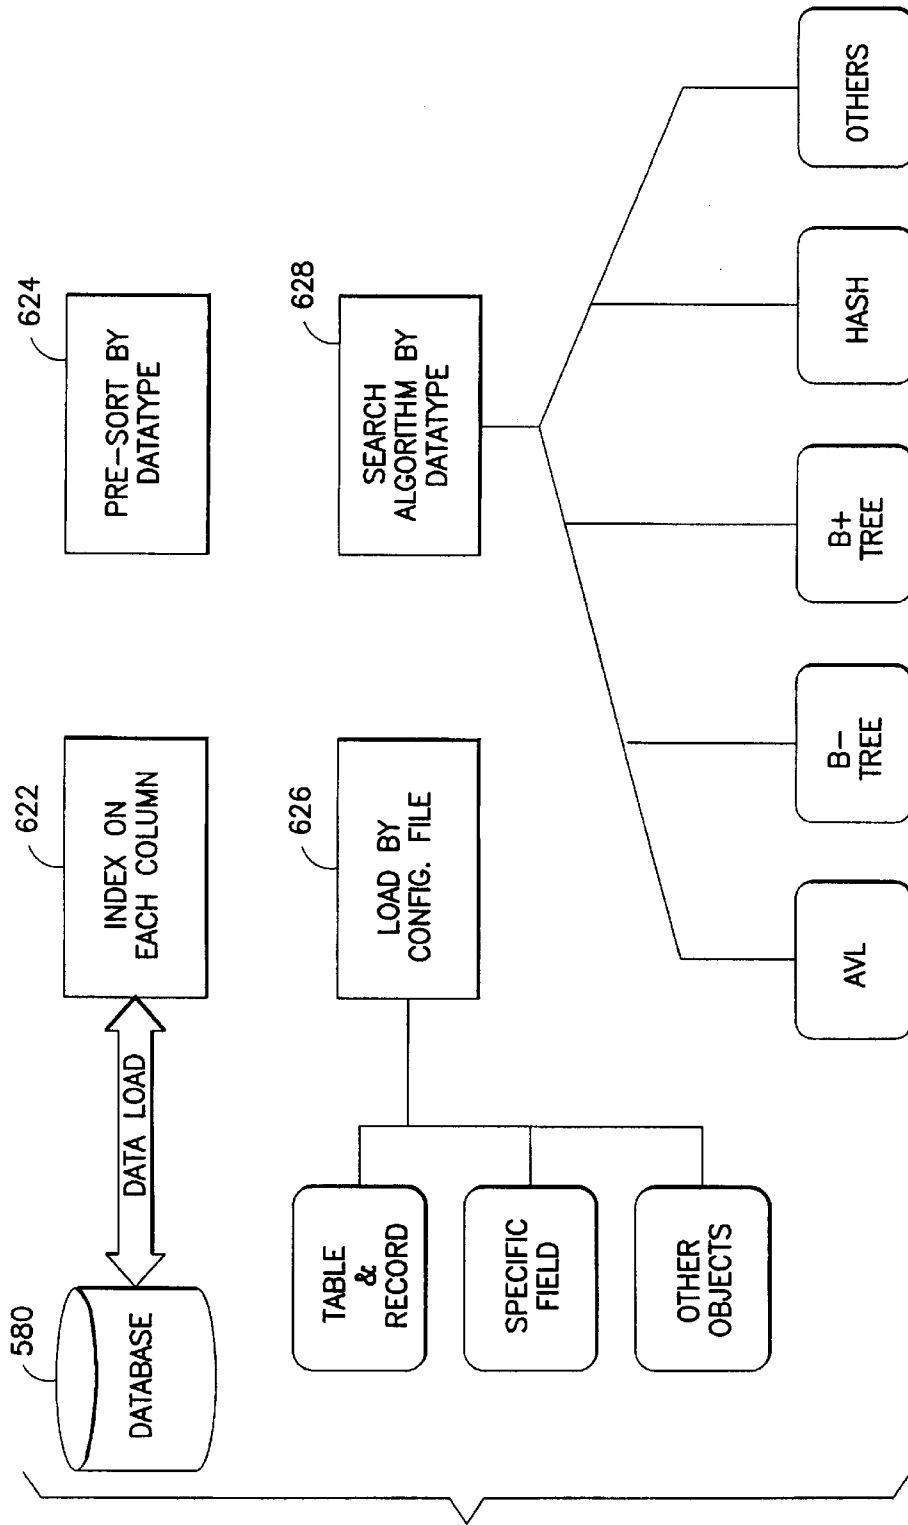 580
DATABASE
DATA LOAD
622
INDEX ON
EACH COLUMN
624
PRE-SORT BY
DATATYPE
626
LOAD BY
CONFIG. FILE
TABLE
&
RECORD
SPECIFIC
FIELD
OTHER
OBJECTS
628
SEARCH
ALGORITHM BY
DATATYPE
AVL
B-
TREE
B+
TREE
HASH
OTHERS